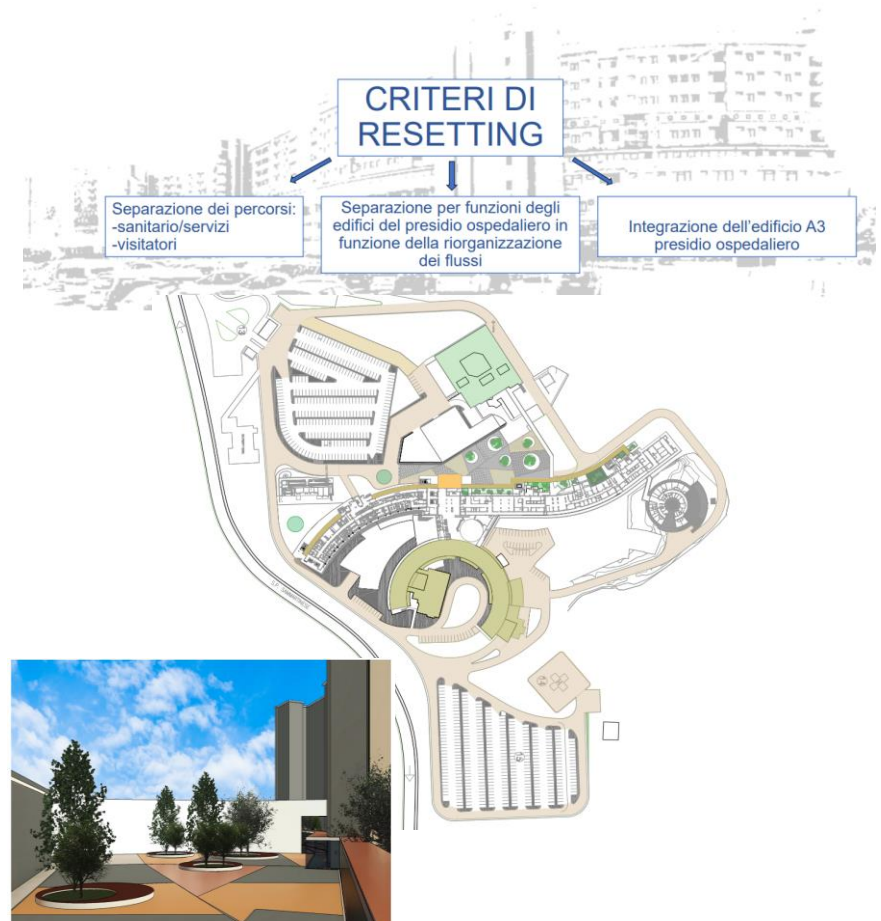 CRITERI DI
RESETTING
Separazione dei percorsi:
-sanitario/servizi
-visitatori
Separazione per funzioni degli
edifici del presidio ospedaliero in
funzione della riorganizzazione
dei flussi
Integrazione dell'edificio A3
presidio ospedaliero